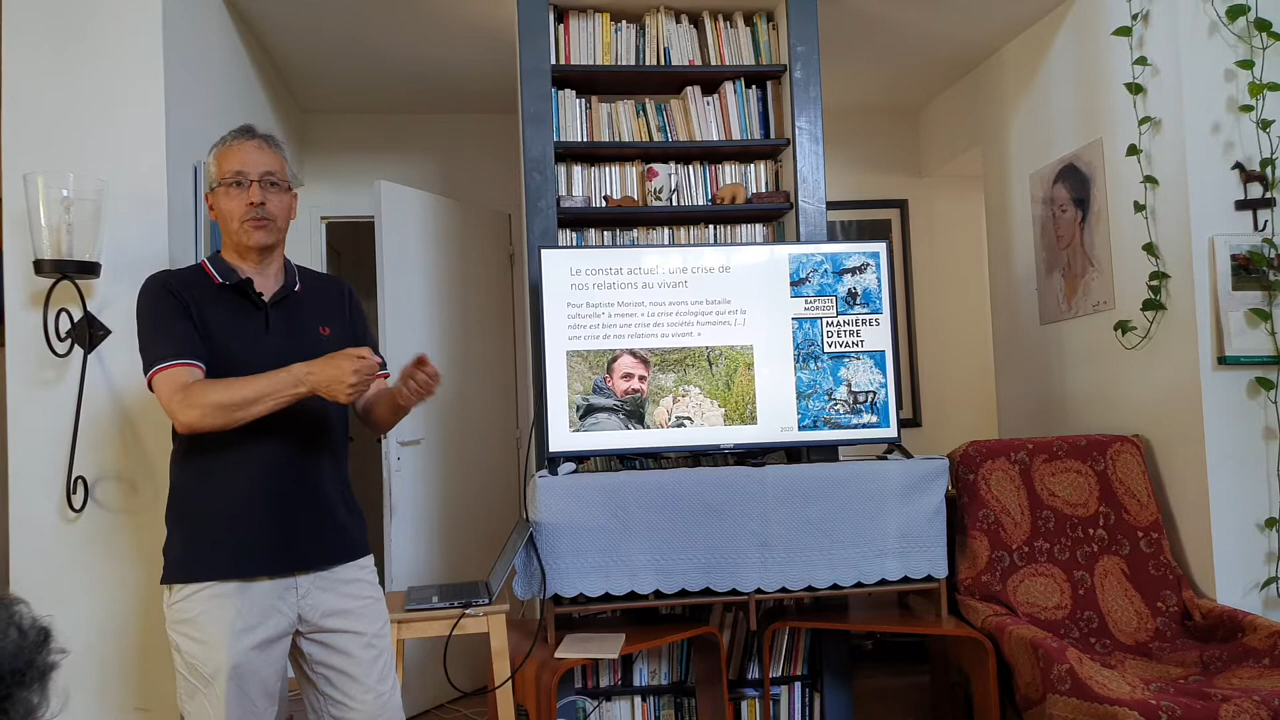 Le constat actuel : une crise de
nos relations au vivant
Pour Baptiste Morizot, nous avons une bataille
culturelle* à mener. « La crise écologique qui est la
nôtre est bien une crise des sociétés humaines, [...]
une crise de nos relations au vivant. »
2020
BAPTISTE
MORIZOT
MANIÈRES
D'ÊTRE
VIVANT